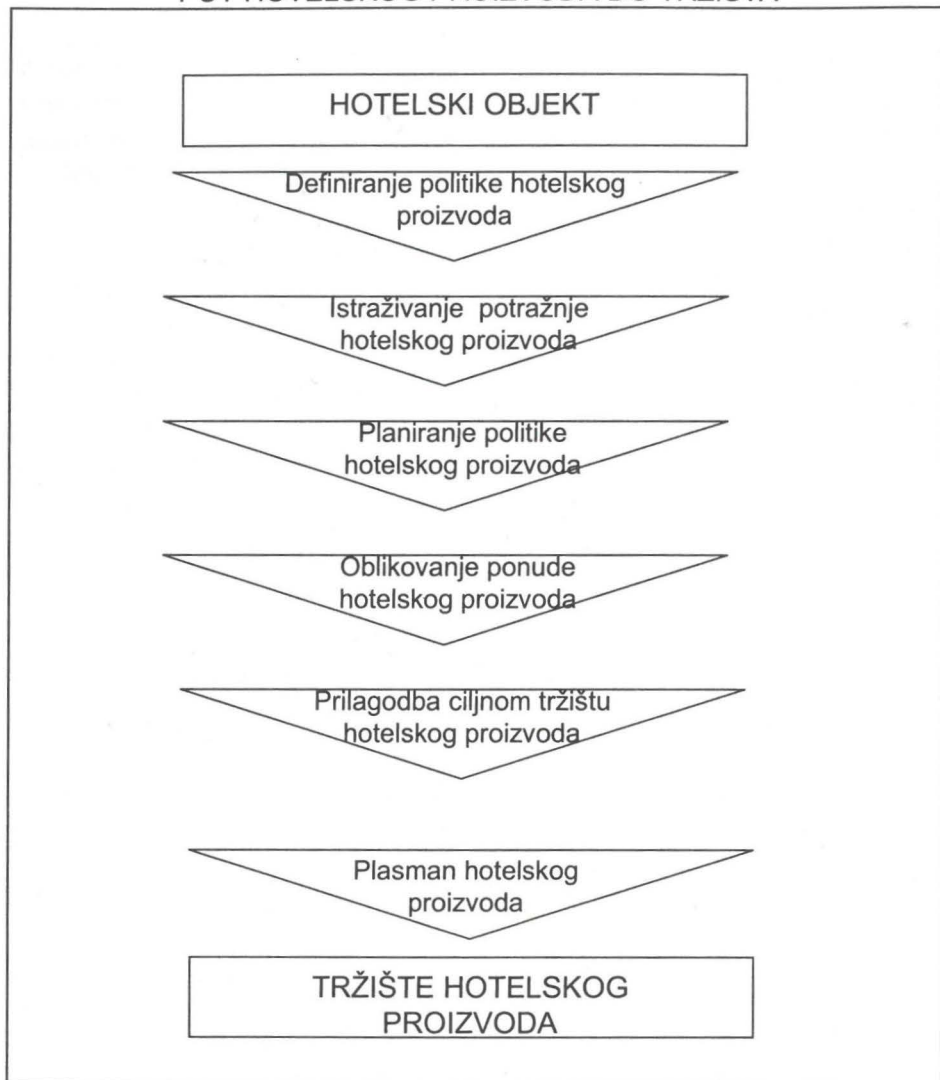 HOTELSKI OBJEKT
Definiranje politike hotelskog
proizvoda
Istraživanje potražnje
hotelskog proizvoda
Planiranje politike
hotelskog proizvoda
Oblikovanje ponude
hotelskog proizvoda
Prilagodba ciljnom tržištu
hotelskog proizvoda
Plasman hotelskog
proizvoda
TRŽIŠTE HOTELSKOG
PROIZVODA